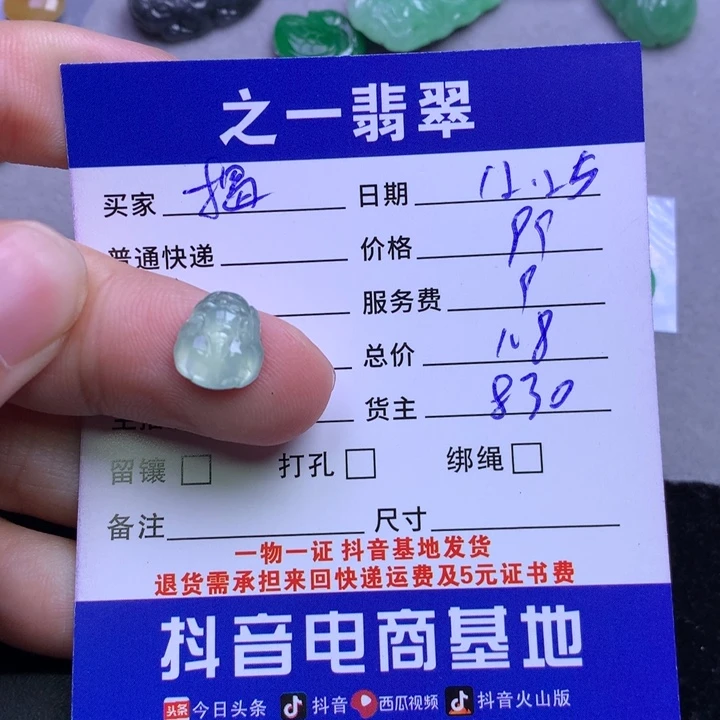 之一翡翠
买家 日期 12.25
普通快递 价格 99
服务费 9
总价 108
货主 830
留镶 打孔 绑绳
备注 尺寸
一物一证 抖音基地发货
退货需承担来回快递运费及5元证书费
抖音电商基地
头条 今日头条 抖音 西瓜视频 抖音火山版